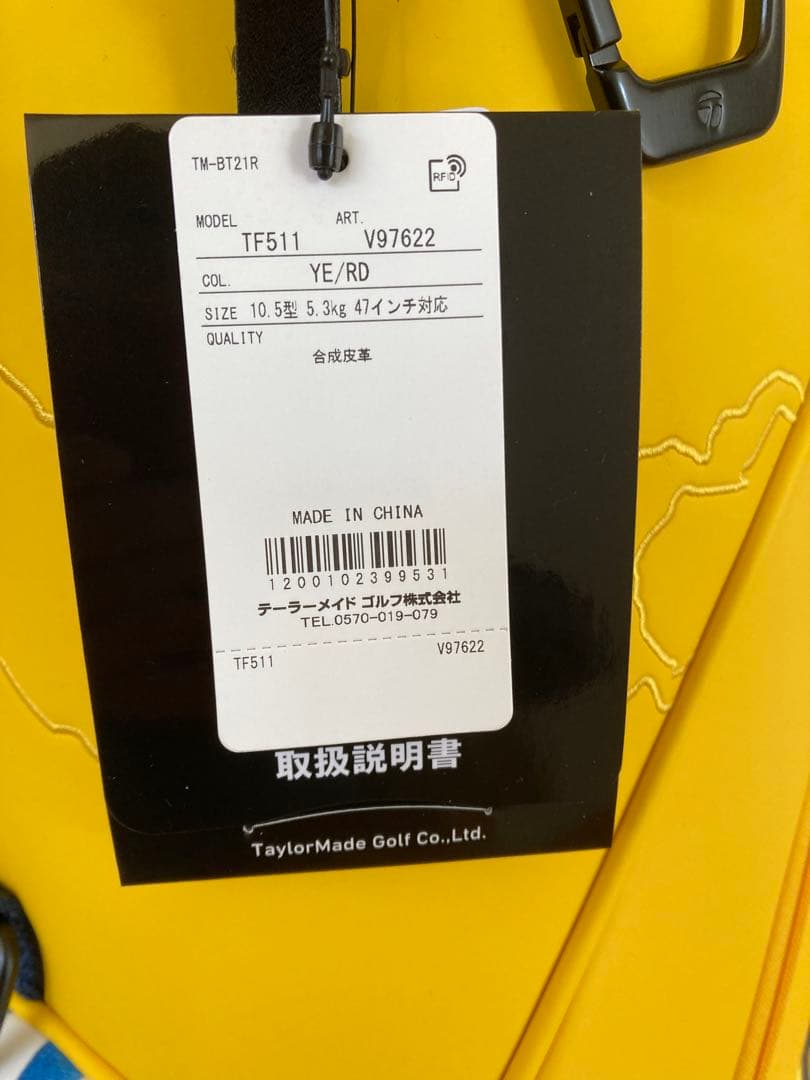 TM-BT21R
RFID
MODEL TF511 ART. V97622
COL. YE/RD
SIZE 10.5型 5.3kg 47インチ対応
QUALITY
合成皮革
MADE IN CHINA
1200102399531
テーラーメイド ゴルフ株式会社
TEL.0570-019-079
TF511 V97622
取扱説明書
TaylorMade Golf Co.,Ltd.